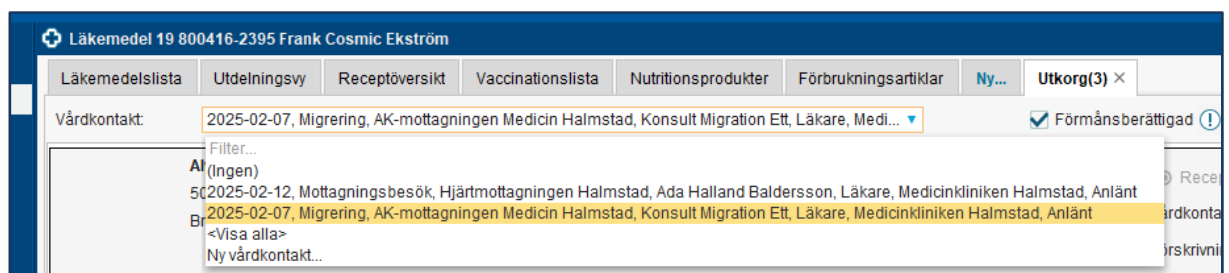 Läkemedel 19 800416-2395 Frank Cosmic Ekström
Läkemedelslista Utdelningsvy Receptöversikt Vaccinationslista Nutritionsprodukter Förbrukningsartiklar Ny... Utkorg(3) ×
Vårdkontakt: 2025-02-07, Migrering, AK-mottagningen Medicin Halmstad, Konsult Migration Ett, Läkare, Medi... Förmånsberättigad
Filter...
(Ingen)
2025-02-12, Mottagningsbesök, Hjärtmottagningen Halmstad, Ada Halland Baldersson, Läkare, Medicinkliniken Halmstad, Anlänt
2025-02-07, Migrering, AK-mottagningen Medicin Halmstad, Konsult Migration Ett, Läkare, Medicinkliniken Halmstad, Anlänt
<Visa alla>
Ny vårdkontakt...